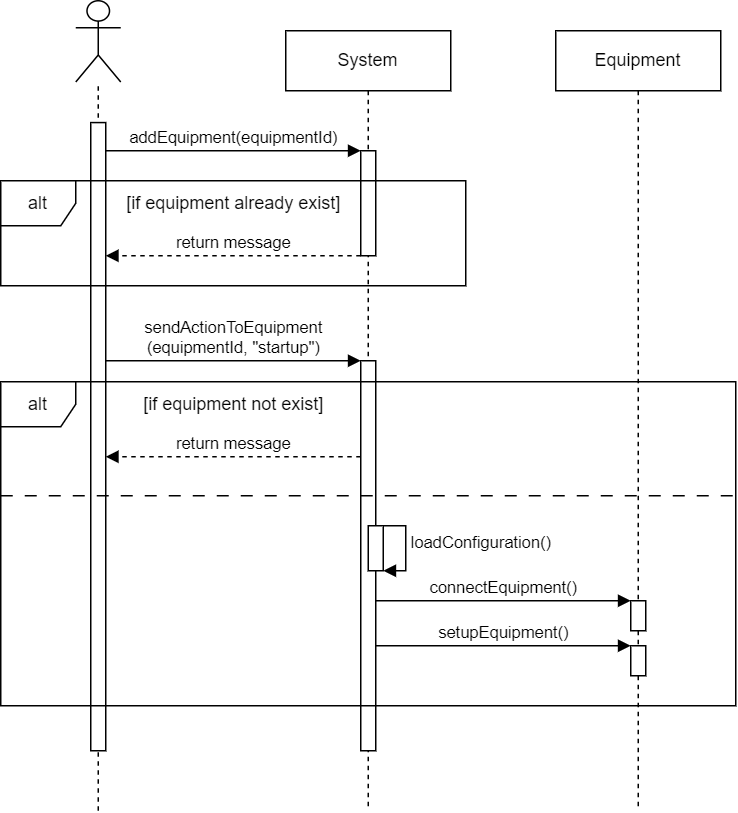 System
Equipment
addEquipment(equipmentId)
alt
[if equipment already exist]
return message
sendActionToEquipment
(equipmentId, "startup")
alt
[if equipment not exist]
return message
loadConfiguration()
connectEquipment()
setupEquipment()